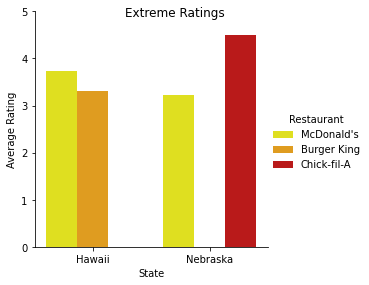 Extreme Ratings
5
4
3
2
1
0
Average Rating
Hawaii
Nebraska
State
Restaurant
McDonald's
Burger King
Chick-fil-A